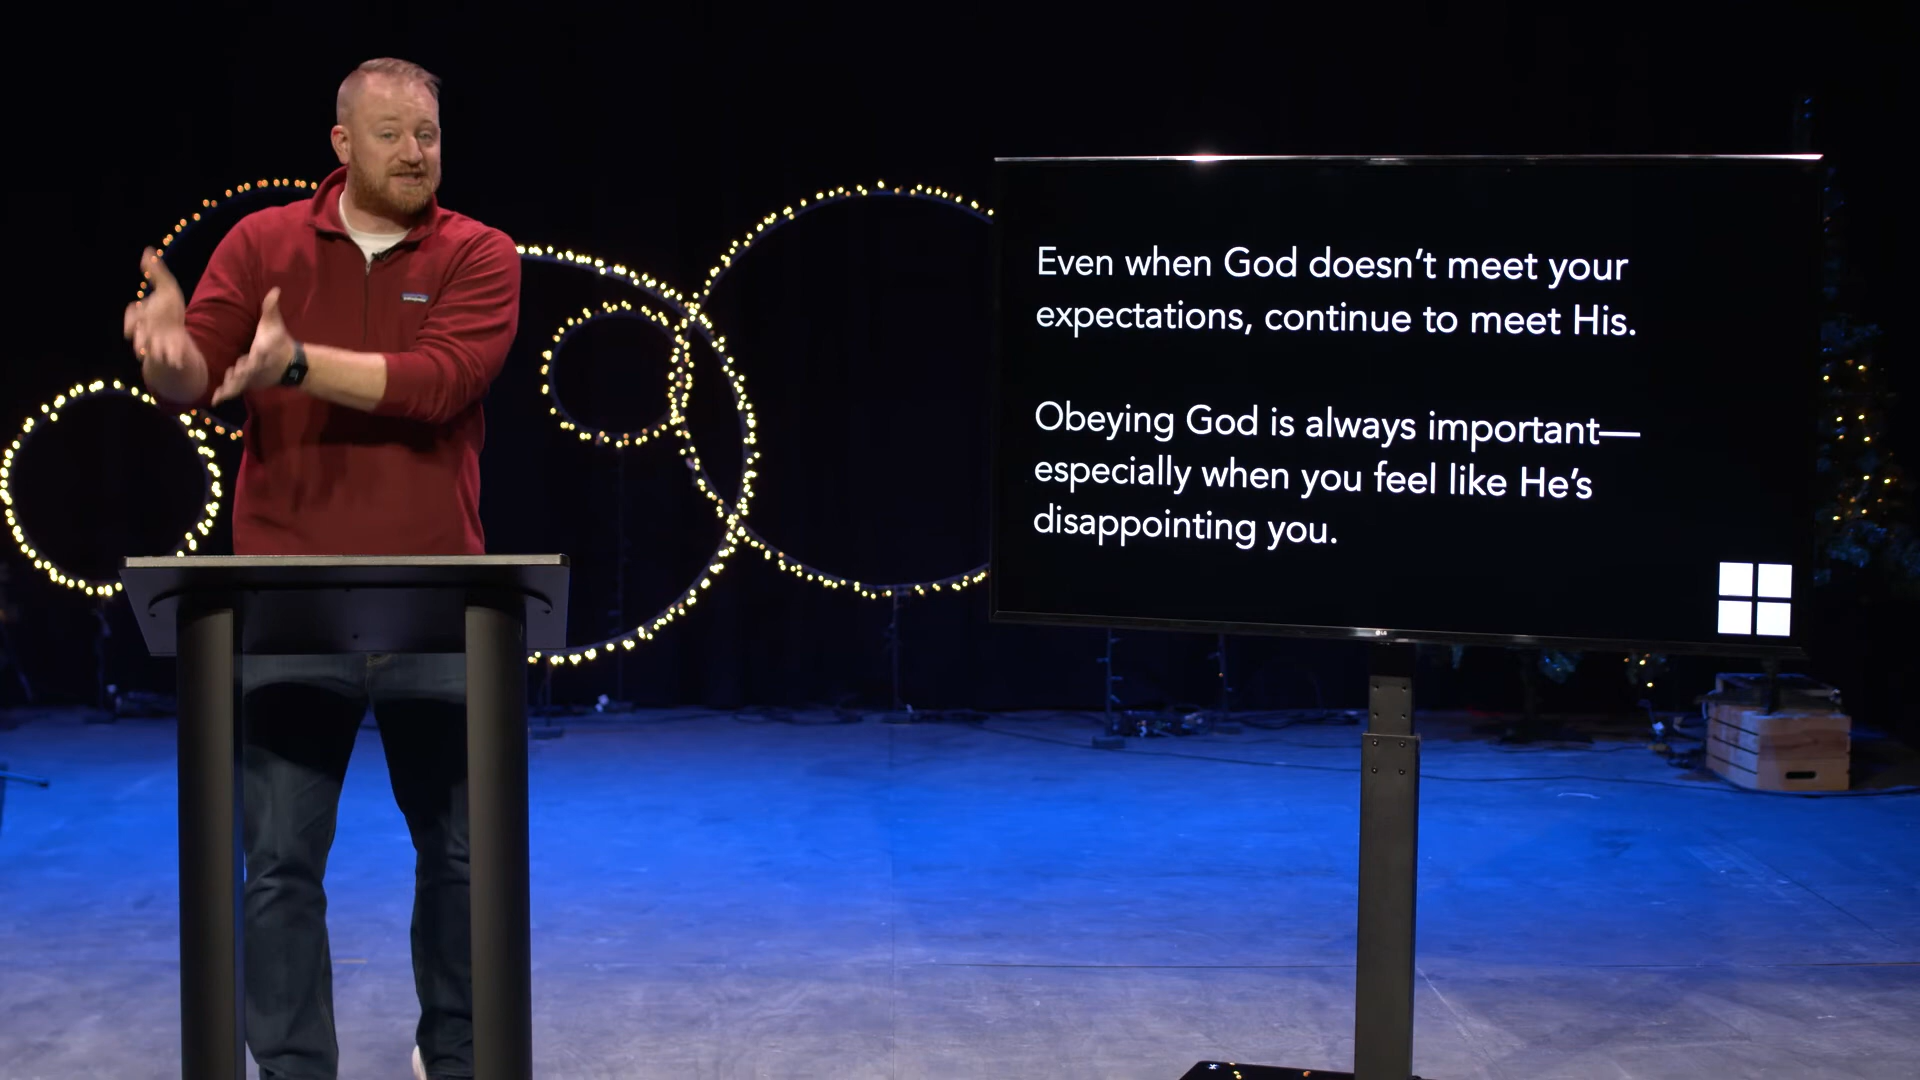 Even when God doesn’t meet your
expectations, continue to meet His.
Obeying God is always important—
especially when you feel like He’s
disappointing you.